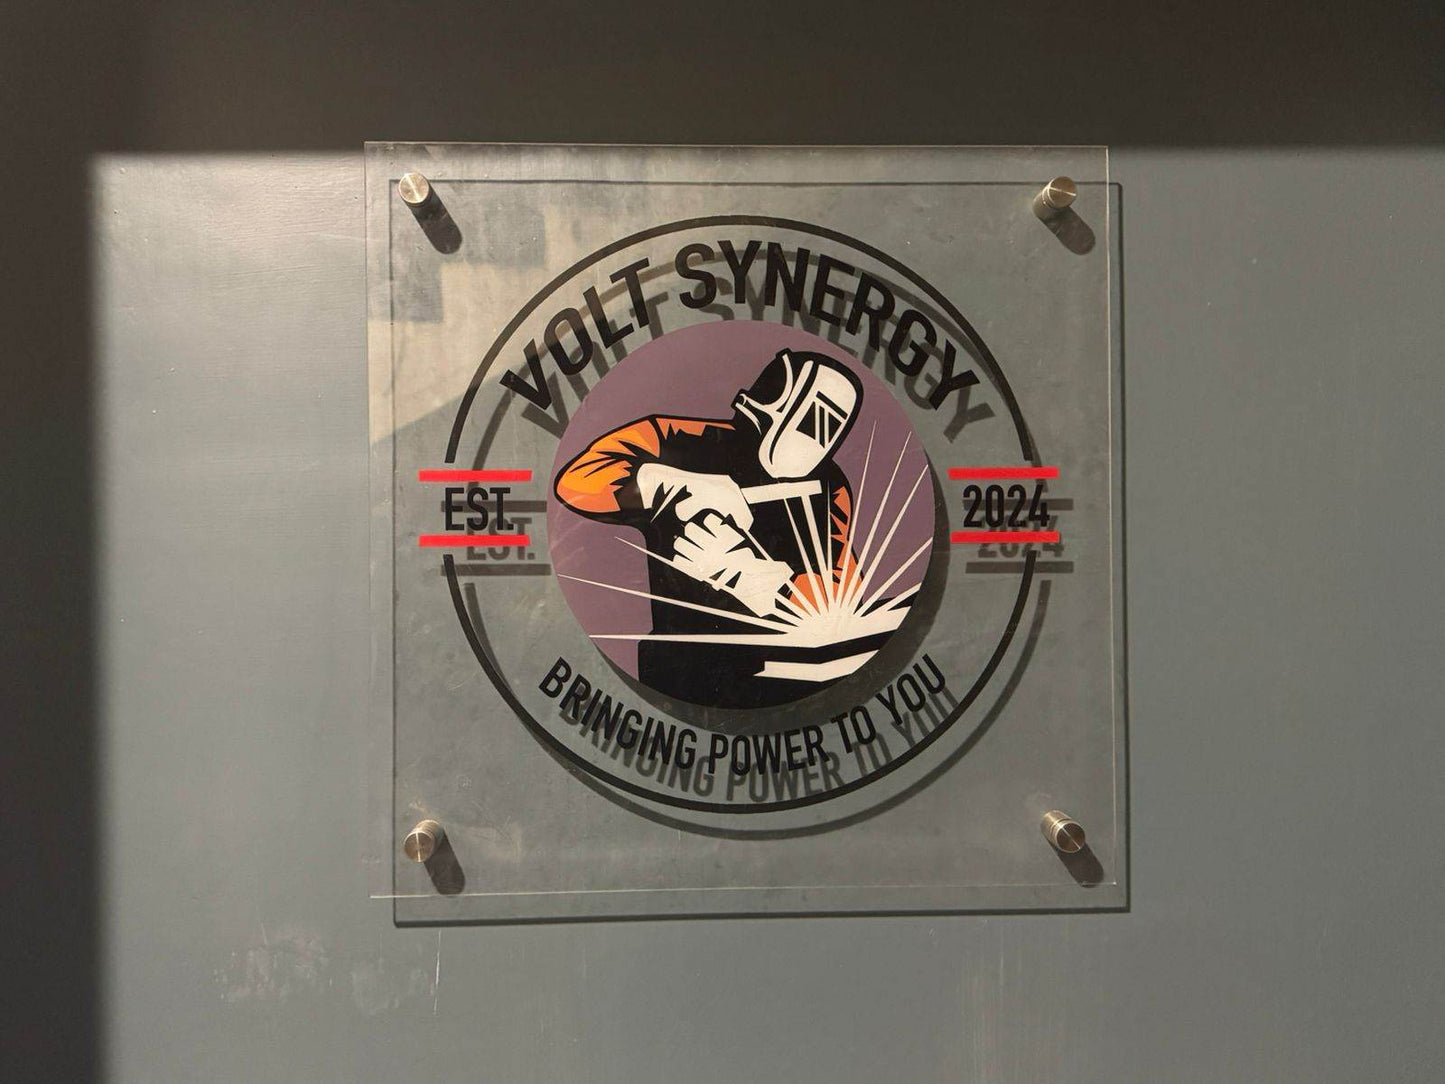 VOLT SYNERGY
EST.
2024
BRINGING POWER TO YOU